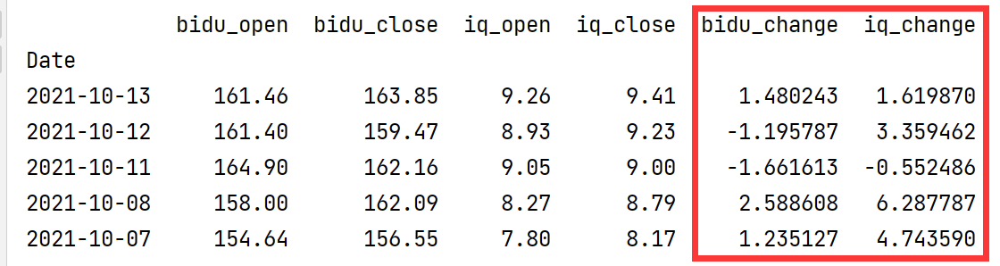 bidu_open bidu_close iq_open iq_close bidu_change iq_change
Date
2021-10-13 161.46 163.85 9.26 9.41 1.480243 1.619870
2021-10-12 161.40 159.47 8.93 9.23 -1.195787 3.359462
2021-10-11 164.90 162.16 9.05 9.00 -1.661613 -0.552486
2021-10-08 158.00 162.09 8.27 8.79 2.588608 6.287787
2021-10-07 154.64 156.55 7.80 8.17 1.235127 4.743590